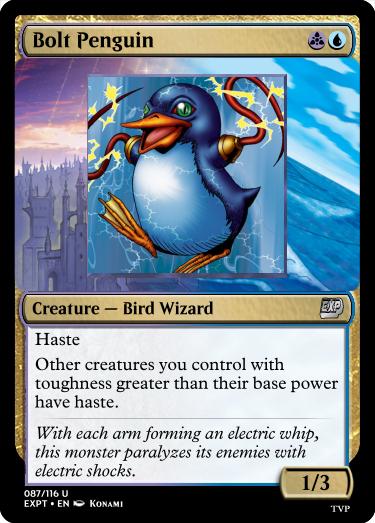 Bolt Penguin
Creature — Bird Wizard
EXP
Haste
Other creatures you control with
toughness greater than their base power
have haste.
With each arm forming an electric whip,
this monster paralyzes its enemies with
electric shocks.
1/3
087/116 U
EXPT • EN Konami
TVP